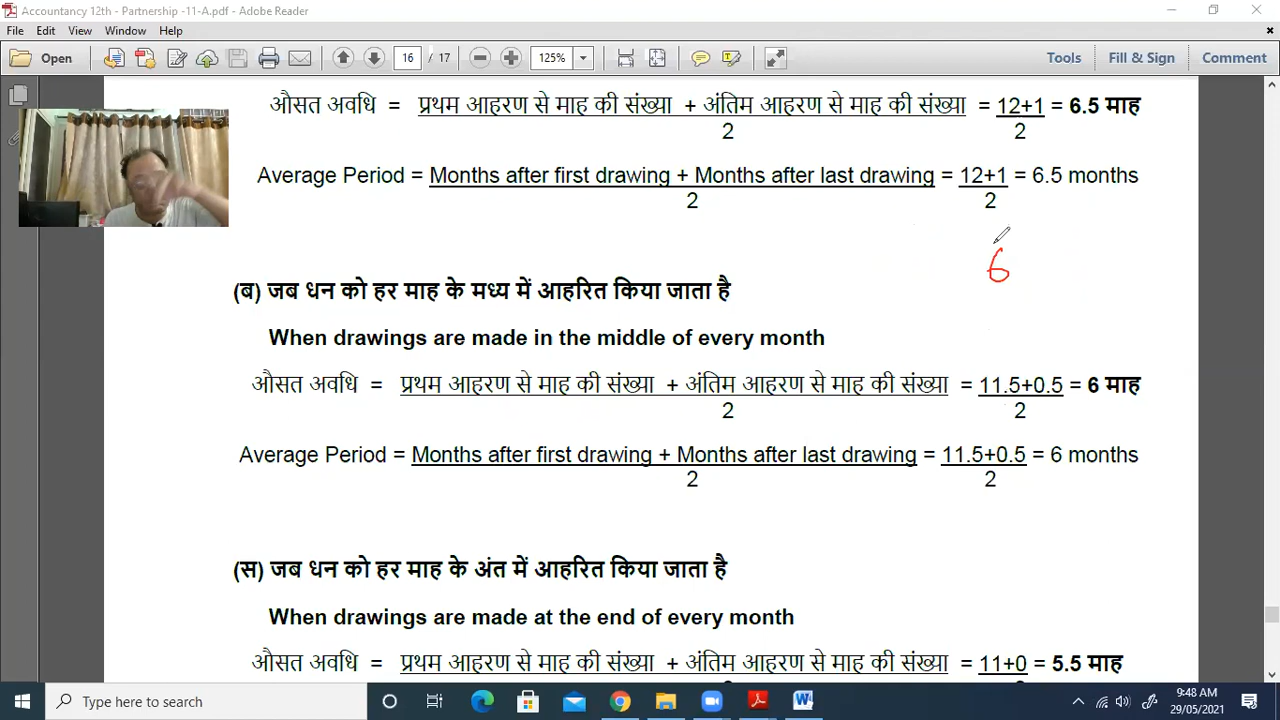 Accountancy 12th - Partnership -11-A.pdf - Adobe Reader
File Edit View Window Help
Open 16 / 17 125% Tools Fill & Sign Comment
औसत अवधि = प्रथम आहरण से माह की संख्या + अंतिम आहरण से माह की संख्या = 12+1 = 6.5 माह
2 2
Average Period = Months after first drawing + Months after last drawing = 12+1 = 6.5 months
2 2
6
(ब) जब धन को हर माह के मध्य में आहरित किया जाता है
When drawings are made in the middle of every month
औसत अवधि = प्रथम आहरण से माह की संख्या + अंतिम आहरण से माह की संख्या = 11.5+0.5 = 6 माह
2 2
Average Period = Months after first drawing + Months after last drawing = 11.5+0.5 = 6 months
2 2
(स) जब धन को हर माह के अंत में आहरित किया जाता है
When drawings are made at the end of every month
औसत अवधि = प्रथम आहरण से माह की संख्या + अंतिम आहरण से माह की संख्या = 11+0 = 5.5 माह
Type here to search
9:48 AM
29/05/2021